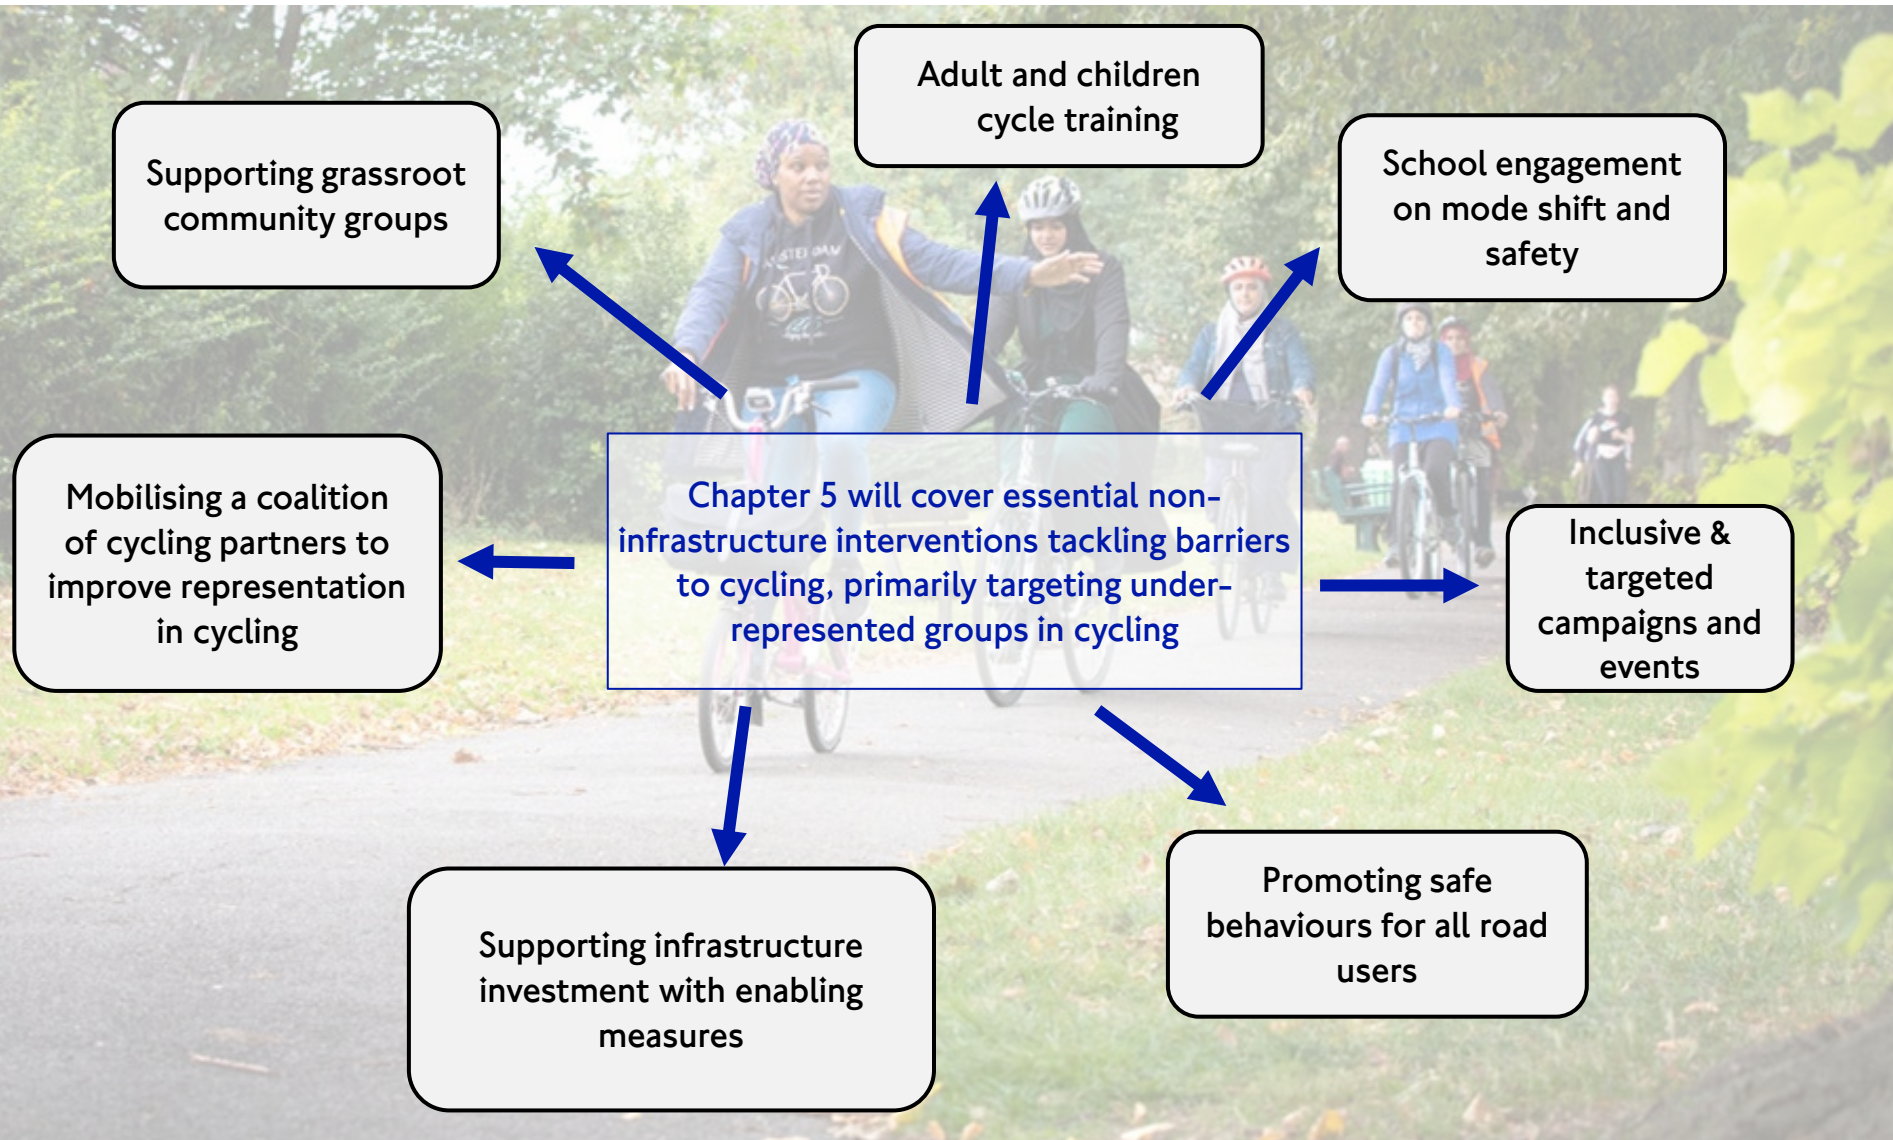 Adult and children
cycle training
Supporting grassroot
community groups
School engagement
on mode shift and
safety
Mobilising a coalition
of cycling partners to
improve representation
in cycling
Chapter 5 will cover essential non-
infrastructure interventions tackling barriers
to cycling, primarily targeting under-
represented groups in cycling
Inclusive &
targeted
campaigns and
events
Supporting infrastructure
investment with enabling
measures
Promoting safe
behaviours for all road
users